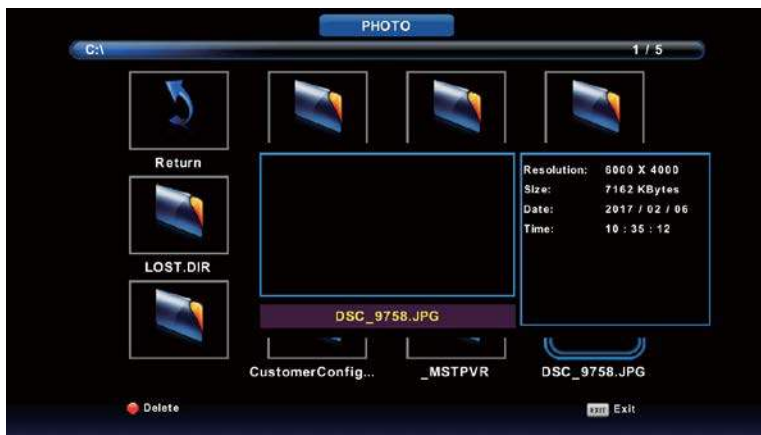 PHOTO
C:\ 1 / 5
Return
Resolution: 6000 X 4000
Size: 7162 KBytes
Date: 2017 / 02 / 06
Time: 10 : 35 : 12
LOST.DIR
DSC_9758.JPG
CustomerConfig... _MSTPVR DSC_9758.JPG
Delete EXIT Exit